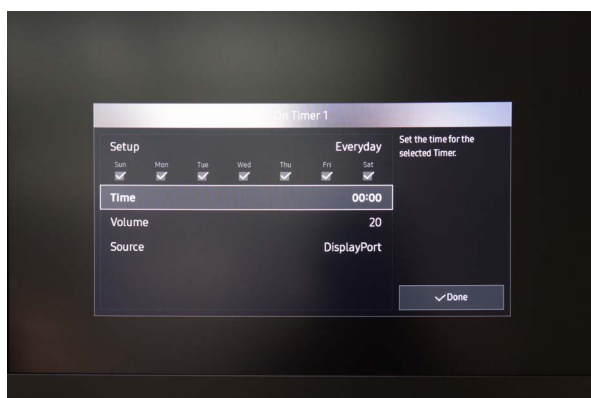 On Timer 1
Setup Everyday
Sun Mon Tue Wed Thu Fri Sat
Time 00:00
Volume 20
Source DisplayPort
Set the time for the
selected Timer.
Done